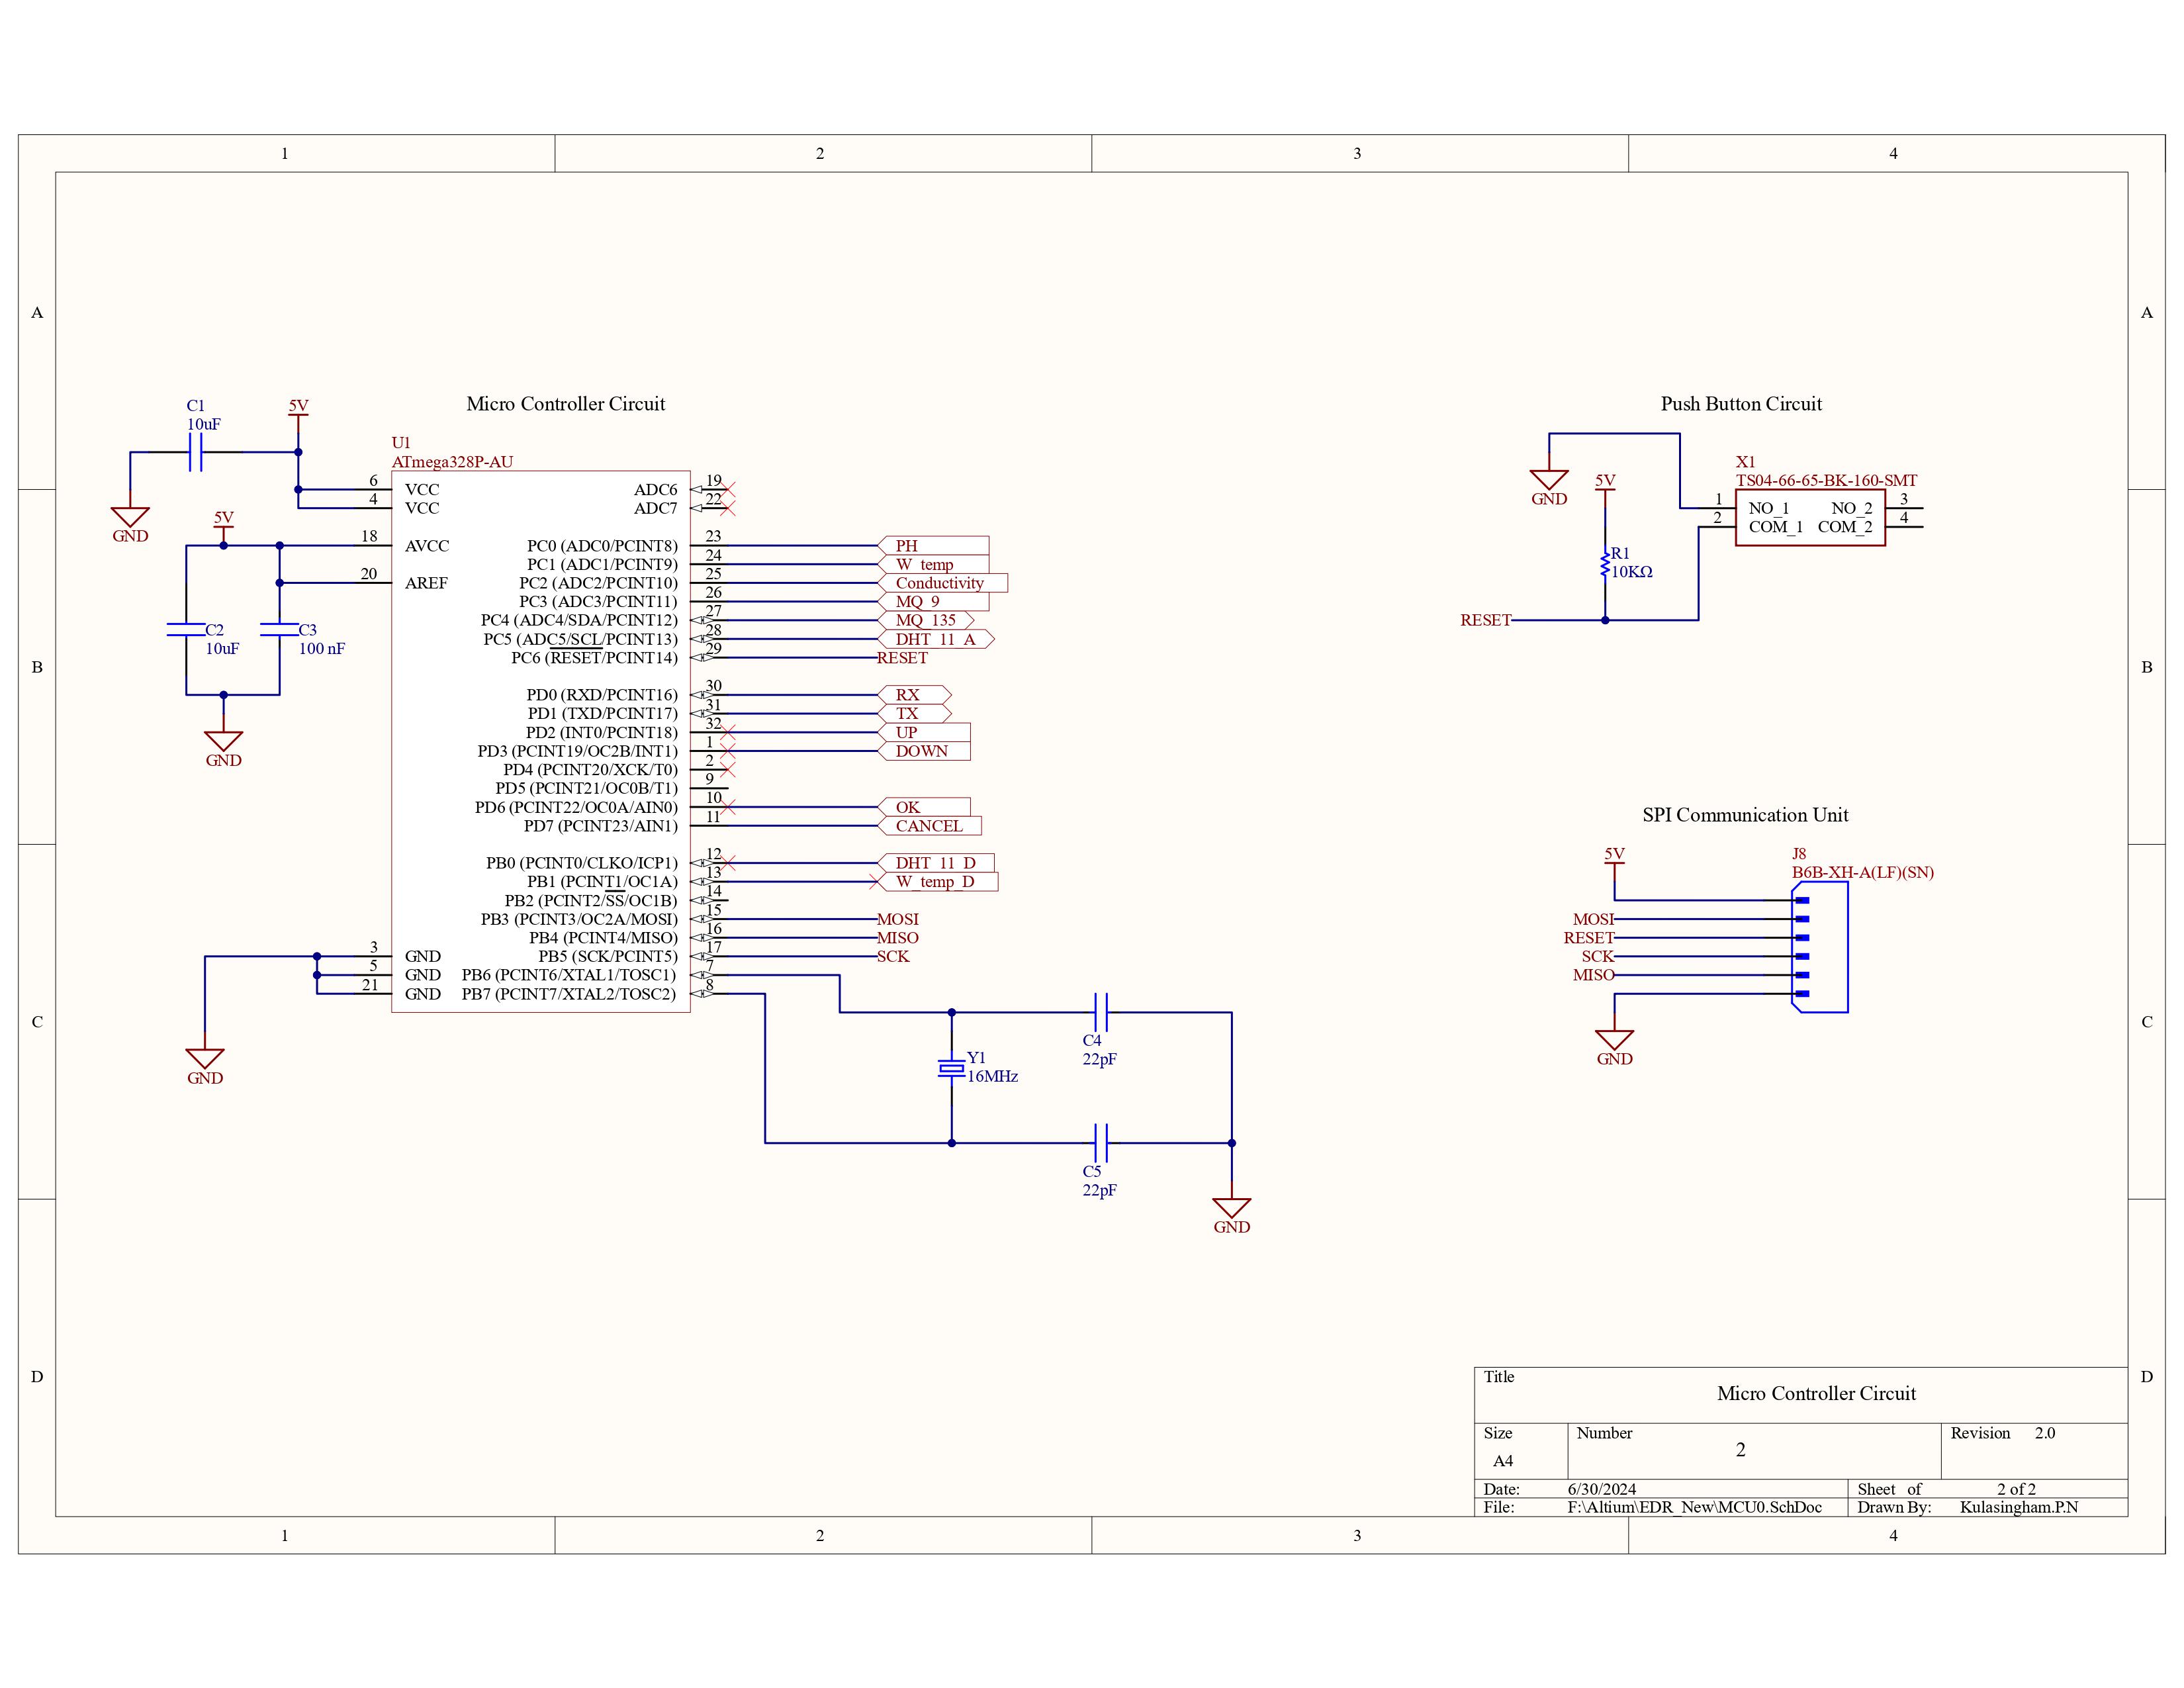 1
2
3
4
A
A
Micro Controller Circuit
Push Button Circuit
C1
10uF
5V
U1
ATmega328P-AU
6
VCC
4
VCC
GND
5V
18
AVCC
20
AREF
C2
10uF
C3
100 nF
GND
3
GND
5
GND
21
GND
GND
ADC6
19
ADC7
22
PC0 (ADC0/PCINT8)
23
PH
PC1 (ADC1/PCINT9)
24
W_temp
PC2 (ADC2/PCINT10)
25
Conductivity
PC3 (ADC3/PCINT11)
26
MQ_9
PC4 (ADC4/SDA/PCINT12)
27
MQ_135
PC5 (ADC5/SCL/PCINT13)
28
DHT_11_A
PC6 (RESET/PCINT14)
29
RESET
PD0 (RXD/PCINT16)
30
RX
PD1 (TXD/PCINT17)
31
TX
PD2 (INT0/PCINT18)
32
UP
PD3 (PCINT19/OC2B/INT1)
1
DOWN
PD4 (PCINT20/XCK/T0)
2
PD5 (PCINT21/OC0B/T1)
9
PD6 (PCINT22/OC0A/AIN0)
10
OK
PD7 (PCINT23/AIN1)
11
CANCEL
PB0 (PCINT0/CLKO/ICP1)
12
DHT_11_D
PB1 (PCINT1/OC1A)
13
W_temp_D
PB2 (PCINT2/SS/OC1B)
14
PB3 (PCINT3/OC2A/MOSI)
15
MOSI
PB4 (PCINT4/MISO)
16
MISO
PB5 (SCK/PCINT5)
17
SCK
PB6 (PCINT6/XTAL1/TOSC1)
7
PB7 (PCINT7/XTAL2/TOSC2)
8
Y1
16MHz
C4
22pF
C5
22pF
GND
GND
5V
R1
10KΩ
RESET
X1
TS04-66-65-BK-160-SMT
1
NO_1
NO_2
3
2
COM_1
COM_2
4
B
B
SPI Communication Unit
5V
J8
B6B-XH-A(LF)(SN)
MOSI
RESET
SCK
MISO
GND
C
C
D
D
Title
Micro Controller Circuit
Size
A4
Number
2
Revision 2.0
Date: 6/30/2024
Sheet of 2 of 2
File: F:\Altium\EDR_New\MCU0.SchDoc
Drawn By: Kulasingham.P.N
1
2
3
4